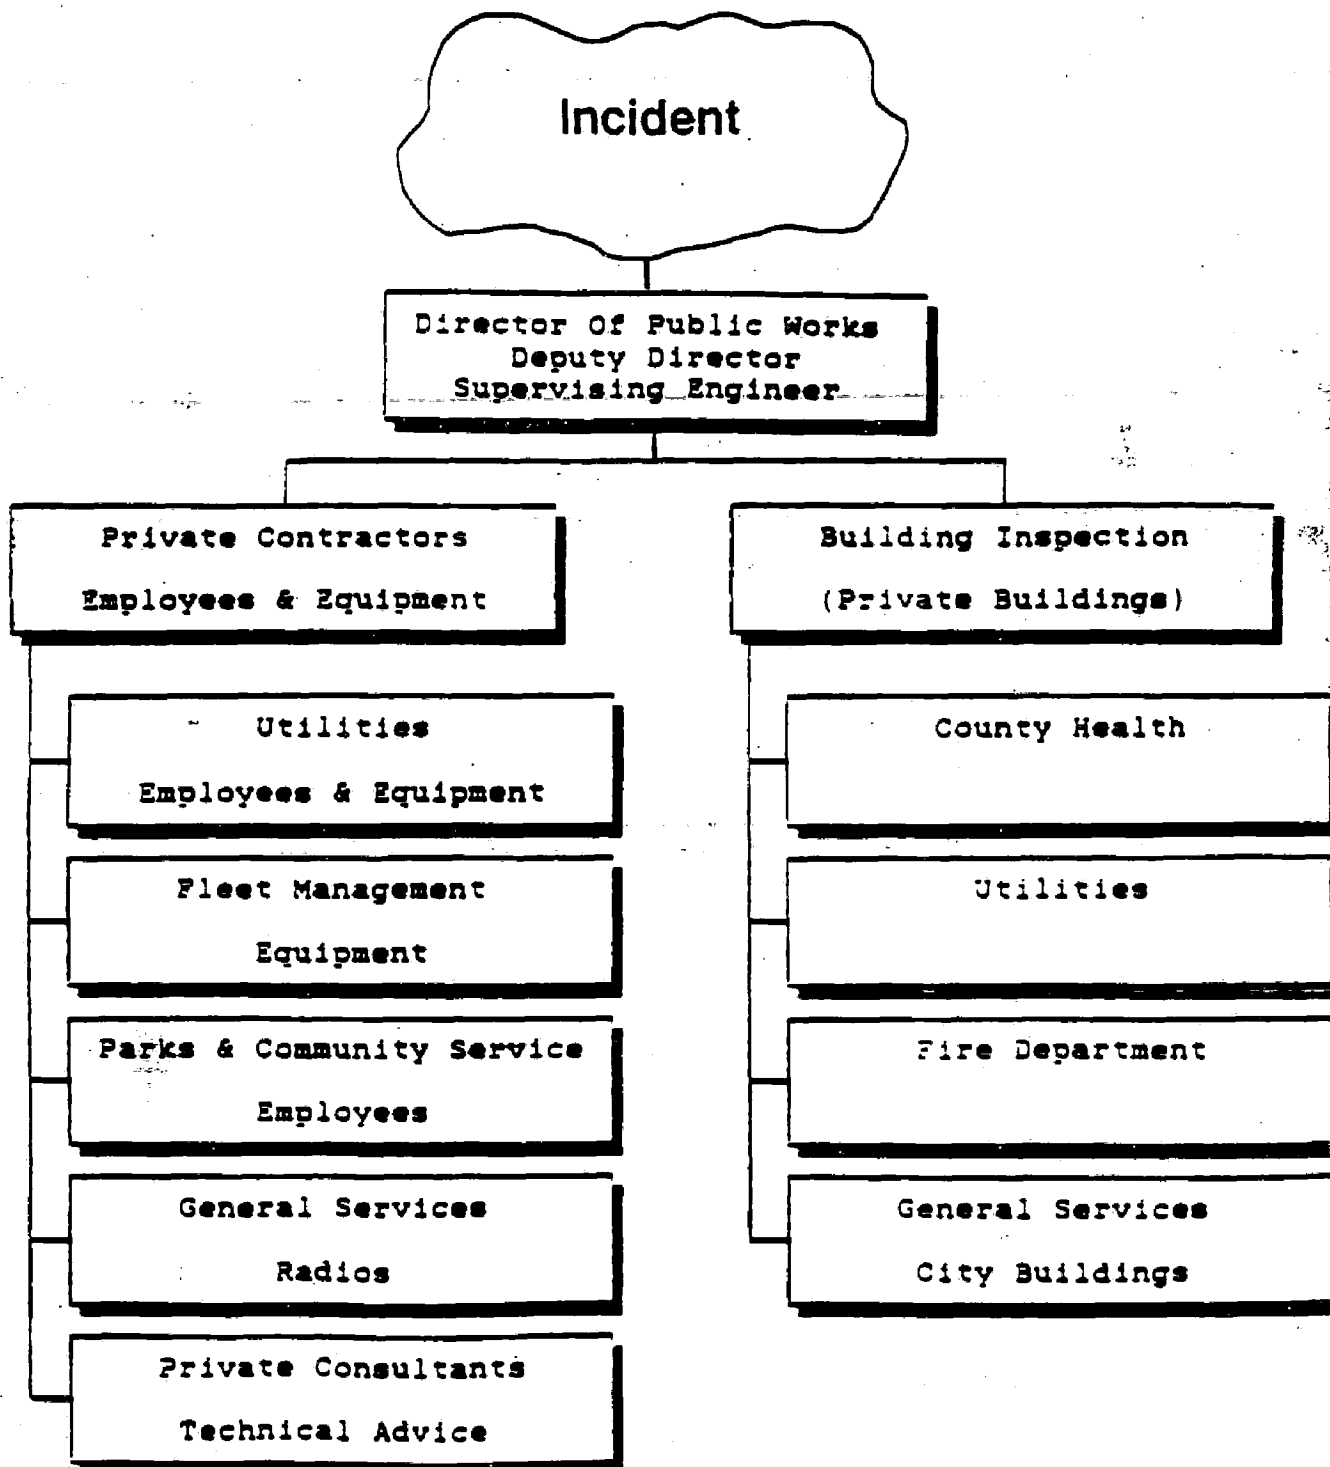 Incident
Director Of Public Works
Deputy Director
Supervising Engineer
Private Contractors
Employees & Equipment
Utilities
Employees & Equipment
Fleet Management
Equipment
Parks & Community Service
Employees
General Services
Radios
Private Consultants
Technical Advice
Building Inspection
(Private Buildings)
County Health
Utilities
Fire Department
General Services
City Buildings